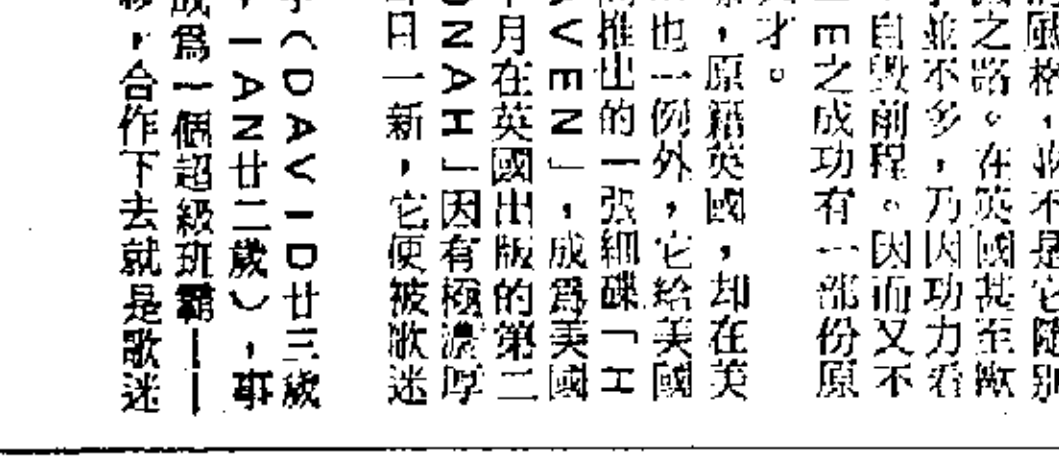 風格，並不是它隨別
之路。在英國甚至歐
並不多，乃因功力看
自毀前程。因而又不
E之成功有一部份原
才。
，原籍英國，却在美
也一例外，它給美國
推出的一張細碟「H
VEN」，成爲美國
月在英國出版的第二
NAH」因有極濃厚
日一新，它便被歌迷
（DAVID廿三歲
IAN廿二歲），
成爲一個超級班霸——
，合作下去就是歌迷